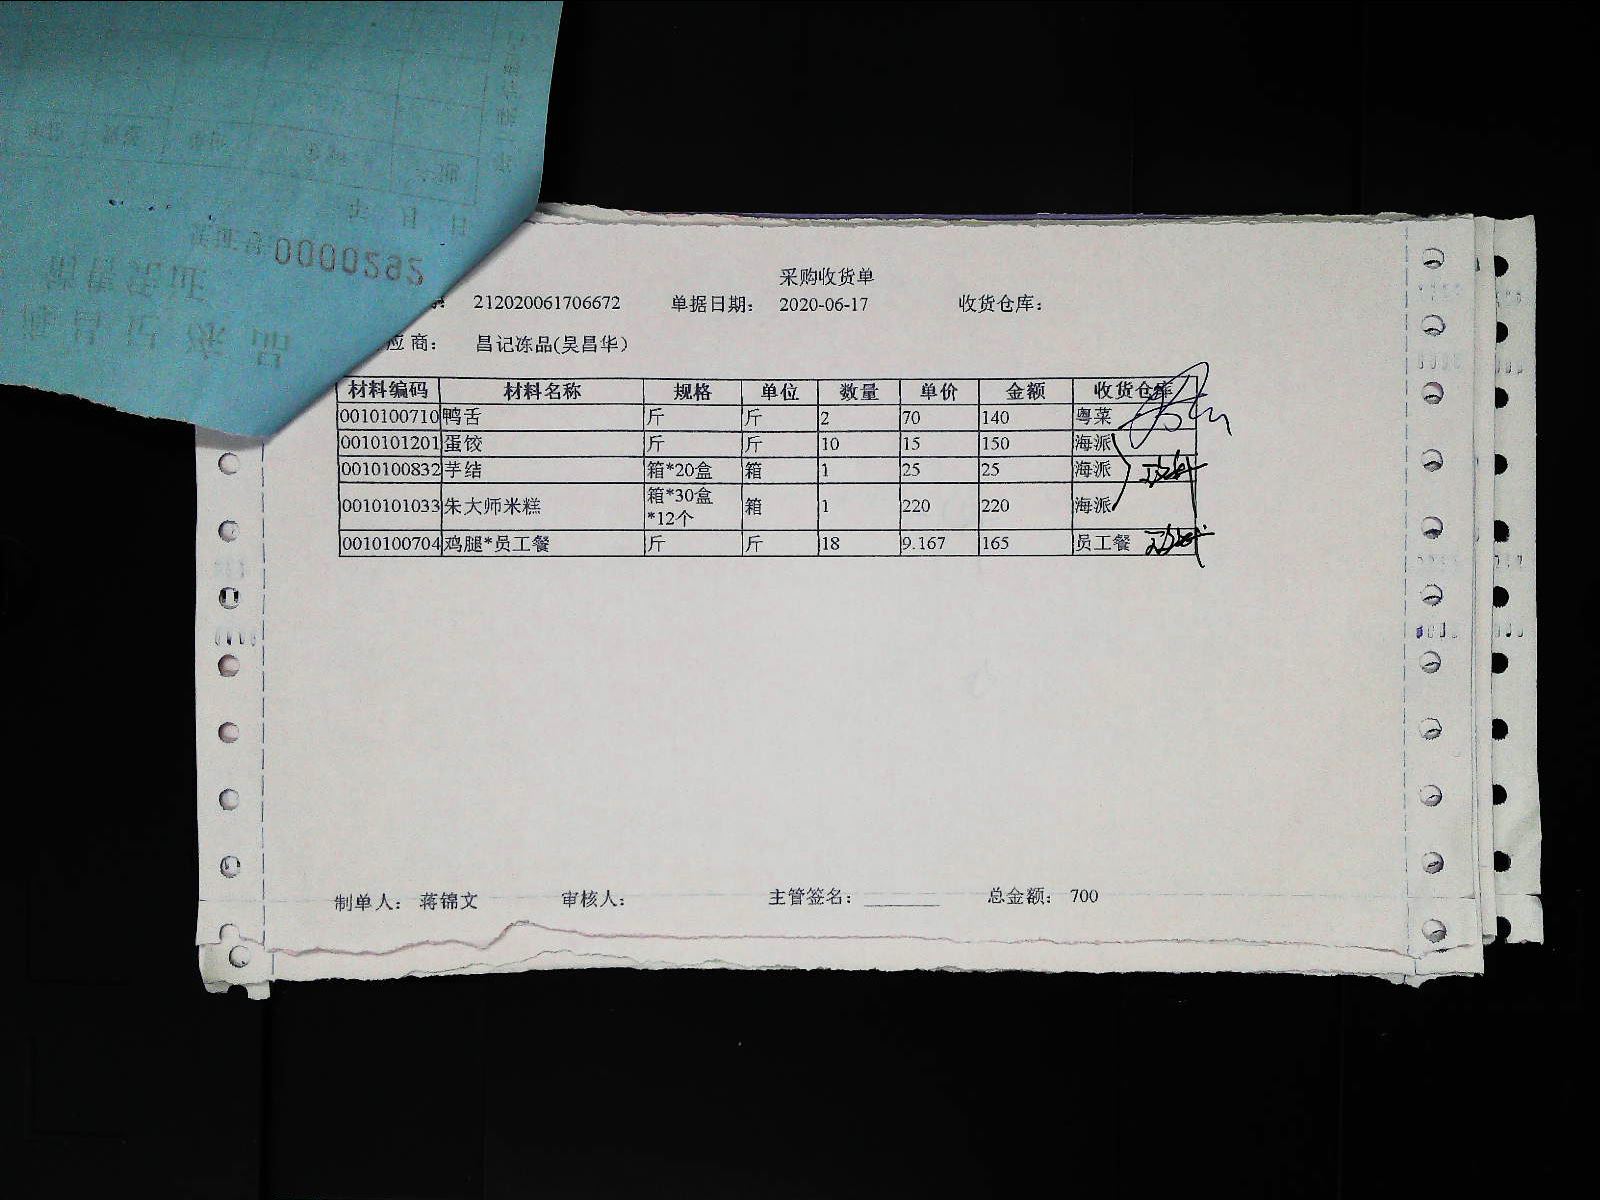 0000292
采购收货单
212020061706672 单据日期： 2020-06-17 收货仓库：
应商： 昌记冻品(吴昌华)
材料编码 材料名称 规格 单位 数量 单价 金额 收货仓库
0010100710 鸭舌 斤 斤 2 70 140 粤菜
0010101201 蛋饺 斤 斤 10 15 150 海派
0010100832 芋结 箱*20盒 箱 1 25 25 海派
0010101033 朱大师米糕 箱*30盒*12个 箱 1 220 220 海派
0010100704 鸡腿*员工餐 斤 斤 18 9.167 165 员工餐
制单人： 蒋锦文 审核人： 主管签名： 总金额： 700